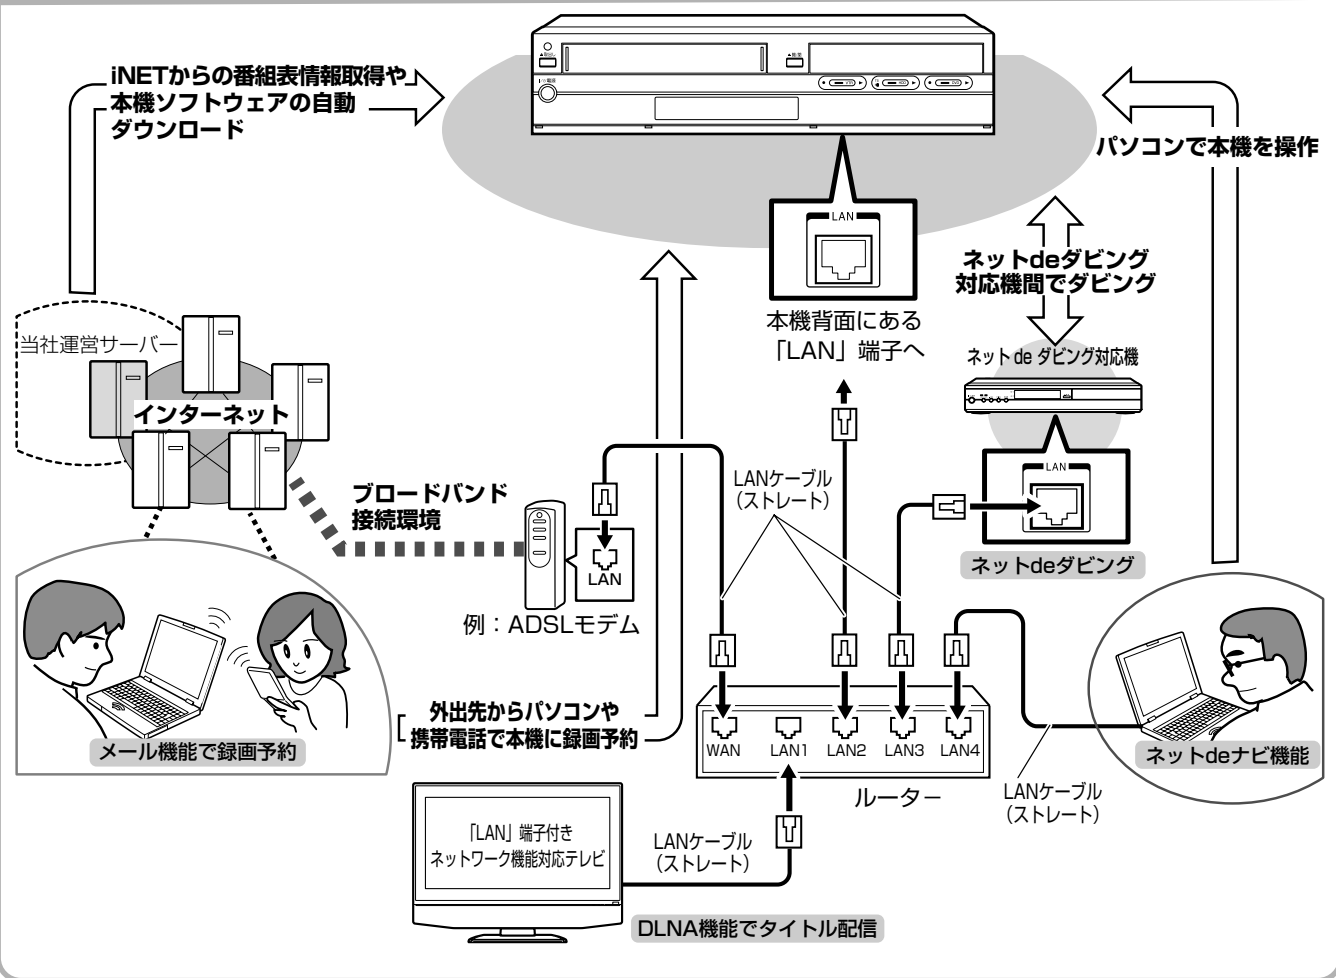 iNETからの番組表情報取得や
本機ソフトウェアの自動
ダウンロード
パソコンで本機を操作
LAN
ネットdeダビング
対応機間でダビング
本機背面にある
「LAN」端子へ
当社運営サーバー
インターネット
ネット de ダビング対応機
LAN
ネットdeダビング
ブロードバンド
接続環境
LANケーブル
（ストレート）
LAN
例：ADSLモデム
外出先からパソコンや
携帯電話で本機に録画予約
メール機能で録画予約
WAN
LAN1
LAN2
LAN3
LAN4
ルーター
ネットdeナビ機能
LANケーブル
（ストレート）
「LAN」端子付き
ネットワーク機能対応テレビ
LANケーブル
（ストレート）
DLNA機能でタイトル配信